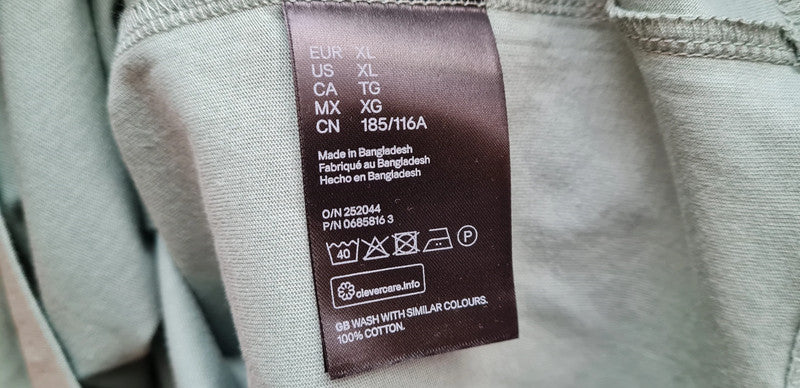 EUR XL
US XL
CA TG
MX XG
CN 185/116A
Made in Bangladesh
Fabriqué au Bangladesh
Hecho en Bangladesh
O/N 252044
P/N 0685816 3
40 P
clevercare.info
GB WASH WITH SIMILAR COLOURS.
100% COTTON.